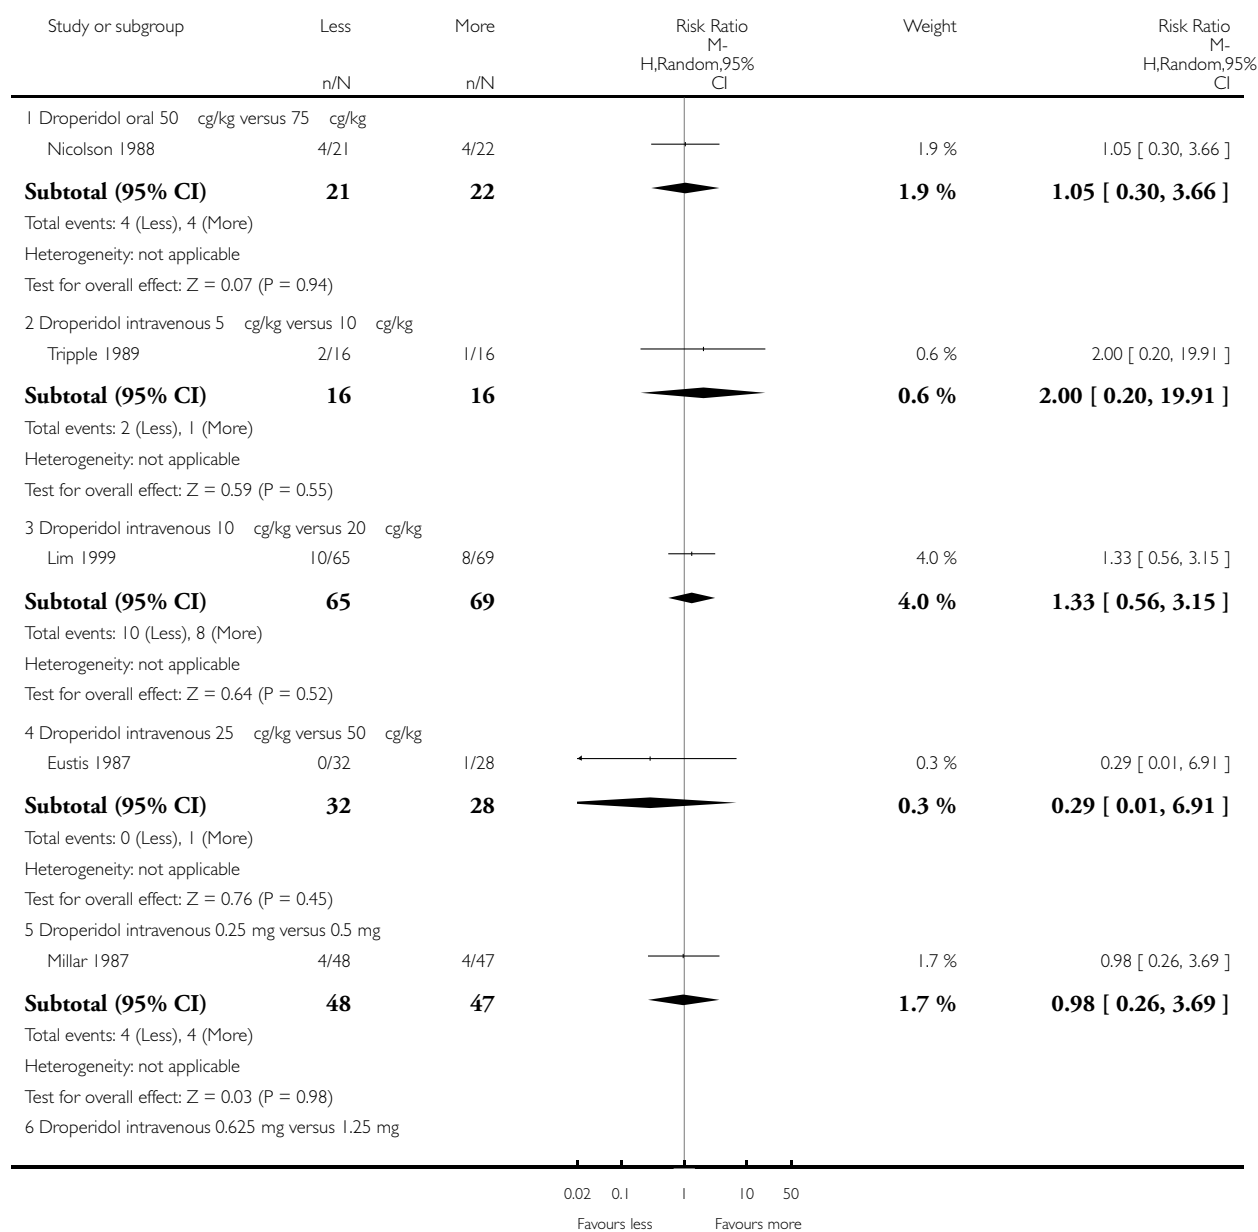 Study or subgroup Less More Risk Ratio Weight Risk Ratio
M- M-
H,Random,95% H,Random,95%
n/N n/N CI CI
1 Droperidol oral 50 cg/kg versus 75 cg/kg
Nicolson 1988 4/21 4/22 1.9 % 1.05 [ 0.30, 3.66 ]
Subtotal (95% CI) 21 22 1.9 % 1.05 [ 0.30, 3.66 ]
Total events: 4 (Less), 4 (More)
Heterogeneity: not applicable
Test for overall effect: Z = 0.07 (P = 0.94)
2 Droperidol intravenous 5 cg/kg versus 10 cg/kg
Tripple 1989 2/16 1/16 0.6 % 2.00 [ 0.20, 19.91 ]
Subtotal (95% CI) 16 16 0.6 % 2.00 [ 0.20, 19.91 ]
Total events: 2 (Less), 1 (More)
Heterogeneity: not applicable
Test for overall effect: Z = 0.59 (P = 0.55)
3 Droperidol intravenous 10 cg/kg versus 20 cg/kg
Lim 1999 10/65 8/69 4.0 % 1.33 [ 0.56, 3.15 ]
Subtotal (95% CI) 65 69 4.0 % 1.33 [ 0.56, 3.15 ]
Total events: 10 (Less), 8 (More)
Heterogeneity: not applicable
Test for overall effect: Z = 0.64 (P = 0.52)
4 Droperidol intravenous 25 cg/kg versus 50 cg/kg
Eustis 1987 0/32 1/28 0.3 % 0.29 [ 0.01, 6.91 ]
Subtotal (95% CI) 32 28 0.3 % 0.29 [ 0.01, 6.91 ]
Total events: 0 (Less), 1 (More)
Heterogeneity: not applicable
Test for overall effect: Z = 0.76 (P = 0.45)
5 Droperidol intravenous 0.25 mg versus 0.5 mg
Millar 1987 4/48 4/47 1.7 % 0.98 [ 0.26, 3.69 ]
Subtotal (95% CI) 48 47 1.7 % 0.98 [ 0.26, 3.69 ]
Total events: 4 (Less), 4 (More)
Heterogeneity: not applicable
Test for overall effect: Z = 0.03 (P = 0.98)
6 Droperidol intravenous 0.625 mg versus 1.25 mg
0.02 0.1 1 10 50
Favours less Favours more